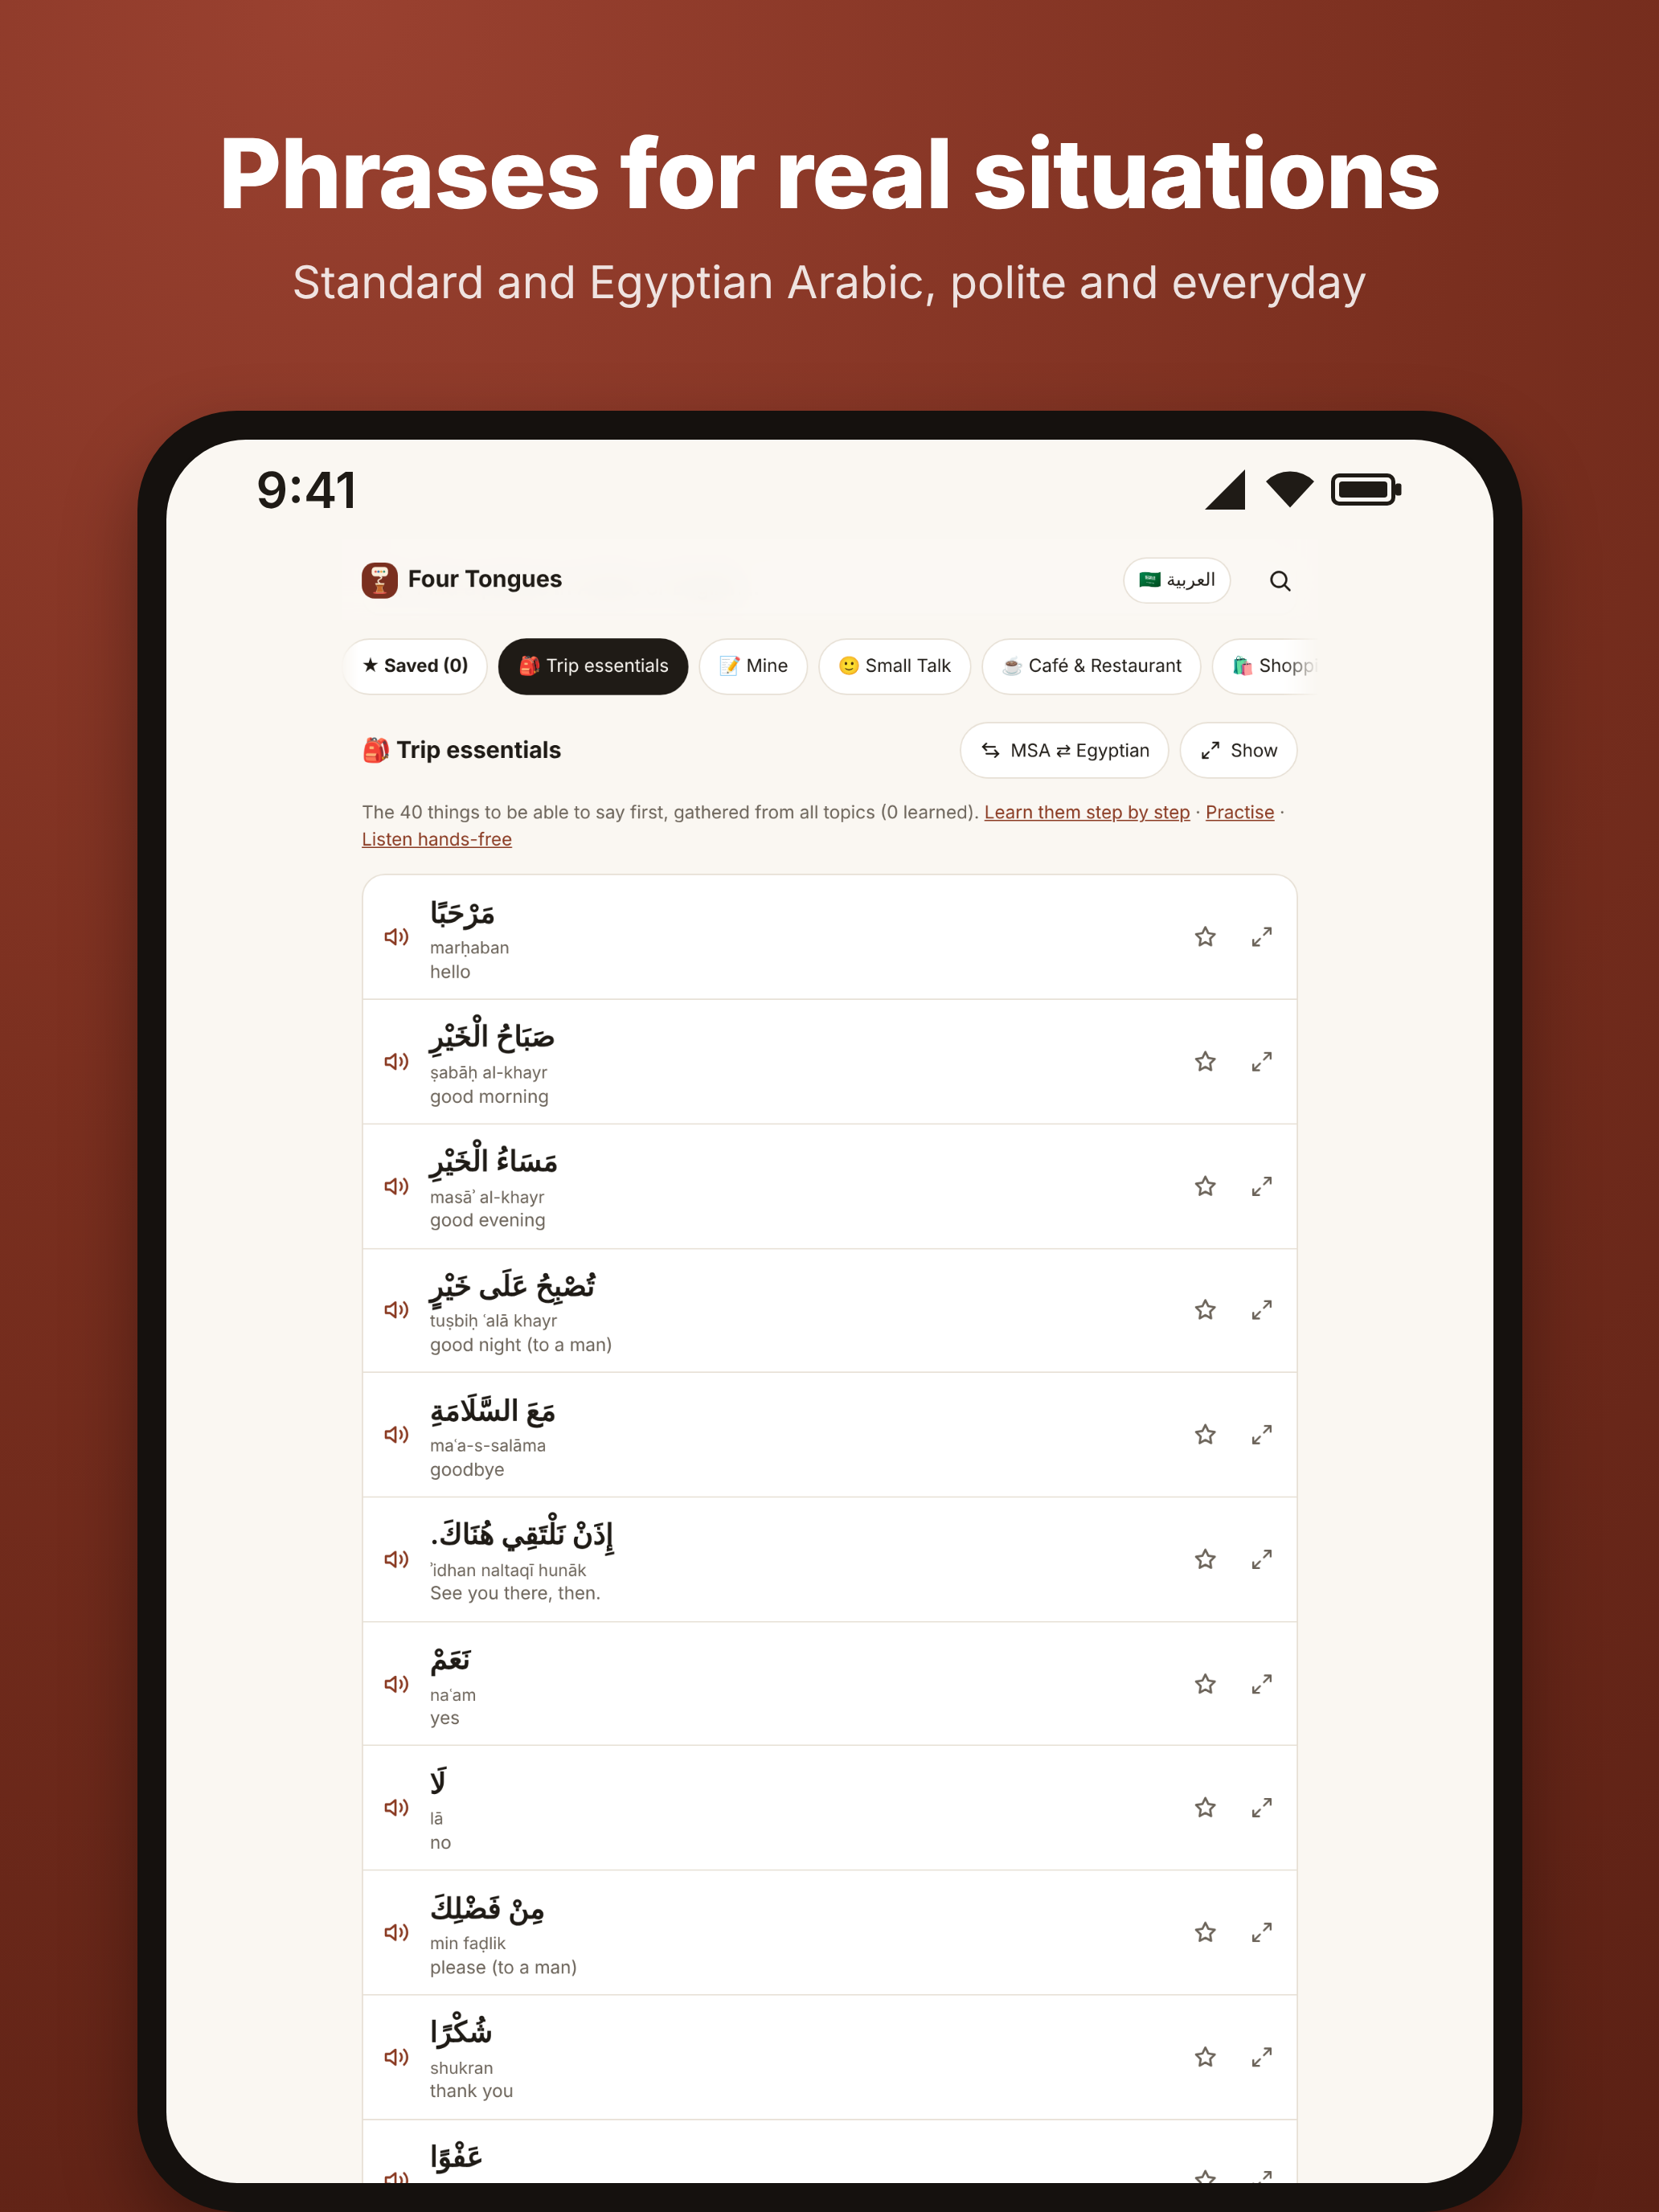 Phrases for real situations
Standard and Egyptian Arabic, polite and everyday
9:41
Four Tongues
العربية
★ Saved (0)
Trip essentials
Mine
Small Talk
Café & Restaurant
Shoppi
Trip essentials
MSA ⇄ Egyptian
Show
The 40 things to be able to say first, gathered from all topics (0 learned). Learn them step by step · Practise ·
Listen hands-free
مَرْحَبًا
marḥaban
hello
صَبَاحُ الْخَيْرِ
ṣabāḥ al-khayr
good morning
مَسَاءُ الْخَيْرِ
masāʾ al-khayr
good evening
تُصْبِحُ عَلَى خَيْرٍ
tuṣbiḥ ʿalā khayr
good night (to a man)
مَعَ السَّلَامَةِ
maʿa-s-salāma
goodbye
إِذَنْ نَلْتَقِي هُنَاكَ.
ʾidhan naltaqī hunāk
See you there, then.
نَعَمْ
naʿam
yes
لَا
lā
no
مِنْ فَضْلِكَ
min faḍlik
please (to a man)
شُكْرًا
shukran
thank you
عَفْوًا